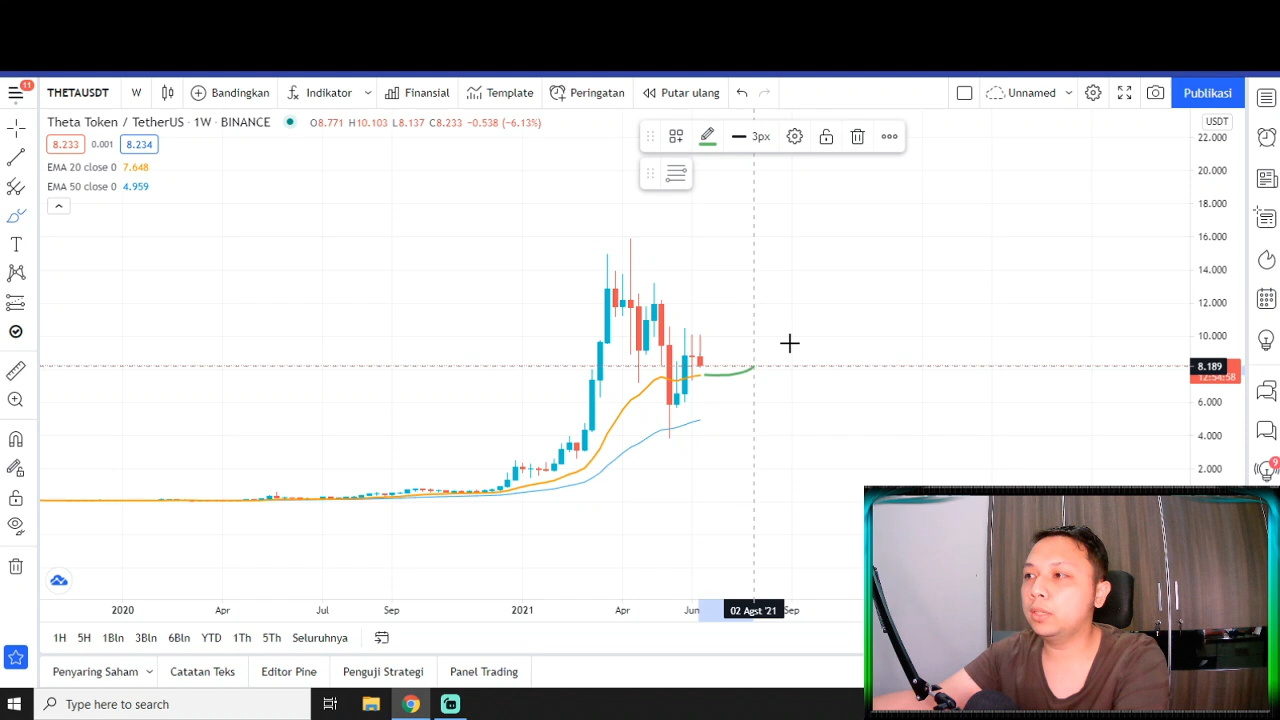 11
THETAUSDT
W
Bandingkan
Indikator
Finansial
Template
Peringatan
Putar ulang
Unnamed
Publikasi
Theta Token / TetherUS · 1W · BINANCE
O8.771 H10.103 L8.137 C8.233 -0.538 (-6.13%)
USDT
8.233 0.001 8.234
3px
EMA 20 close 0 7.648
EMA 50 close 0 4.959
22.000
20.000
18.000
16.000
14.000
12.000
10.000
8.189
12:54:58
6.000
4.000
2.000
9
2020
Apr
Jul
Sep
2021
Apr
Jun
02 Agst '21
Sep
1H 5H 1Bln 3Bln 6Bln YTD 1Th 5Th Seluruhnya
Penyaring Saham
Catatan Teks
Editor Pine
Penguji Strategi
Panel Trading
Type here to search